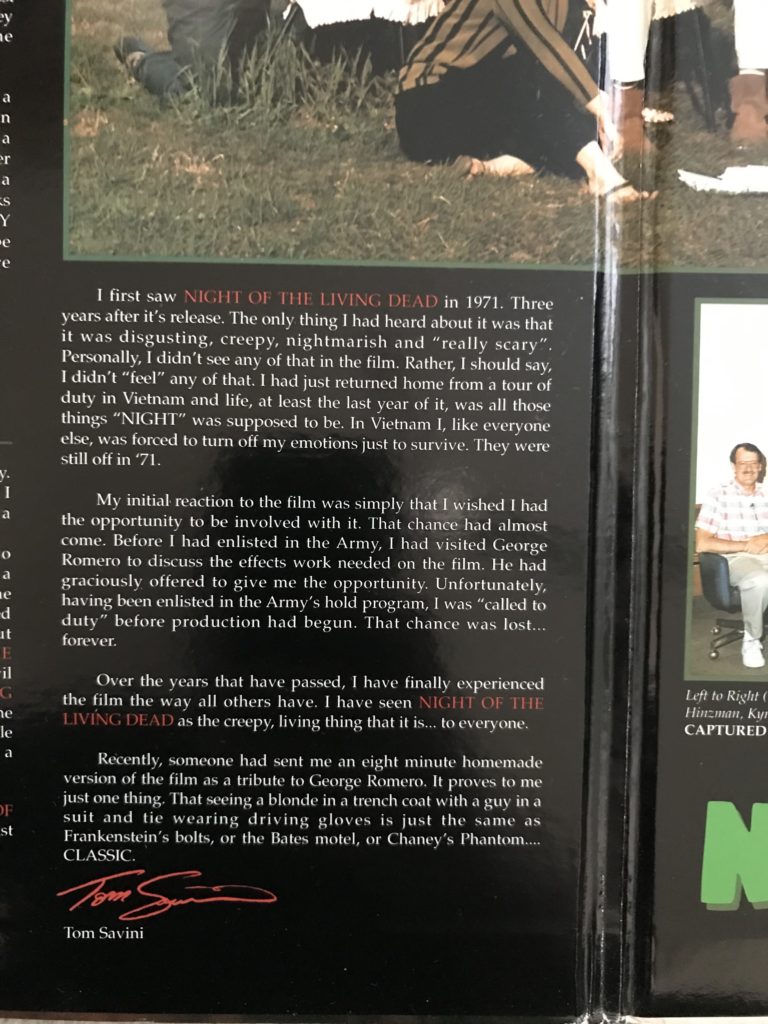 I first saw NIGHT OF THE LIVING DEAD in 1971. Three
years after it's release. The only thing I had heard about it was that
it was disgusting, creepy, nightmarish and "really scary".
Personally, I didn't see any of that in the film. Rather, I should say,
I didn't "feel" any of that. I had just returned home from a tour of
duty in Vietnam and life, at least the last year of it, was all those
things "NIGHT" was supposed to be. In Vietnam I, like everyone
else, was forced to turn off my emotions just to survive. They were
still off in '71.
My initial reaction to the film was simply that I wished I had
the opportunity to be involved with it. That chance had almost
come. Before I had enlisted in the Army, I had visited George
Romero to discuss the effects work needed on the film. He had
graciously offered to give me the opportunity. Unfortunately,
having been enlisted in the Army's hold program, I was "called to
duty" before production had begun. That chance was lost...
forever.
Over the years that have passed, I have finally experienced
the film the way all others have. I have seen NIGHT OF THE
LIVING DEAD as the creepy, living thing that it is... to everyone.
Recently, someone had sent me an eight minute homemade
version of the film as a tribute to George Romero. It proves to me
just one thing. That seeing a blonde in a trench coat with a guy in a
suit and tie wearing driving gloves is just the same as
Frankenstein's bolts, or the Bates motel, or Chaney's Phantom....
CLASSIC.
Tom Savini
Tom Savini
Left to Right (
Hinzman, Kyr
CAPTURED
N